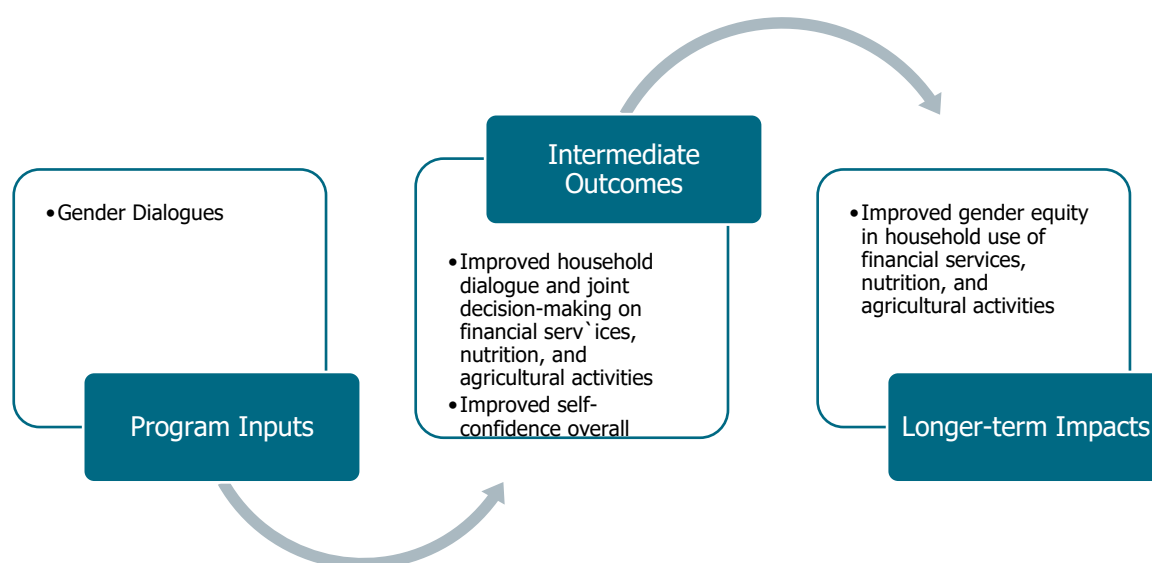 •Gender Dialogues
Program Inputs
Intermediate
Outcomes
•Improved household
dialogue and joint
decision-making on
financial serv`ices,
nutrition, and
agricultural activities
•Improved self-
confidence overall
•Improved gender equity
in household use of
financial services,
nutrition, and
agricultural activities
Longer-term Impacts